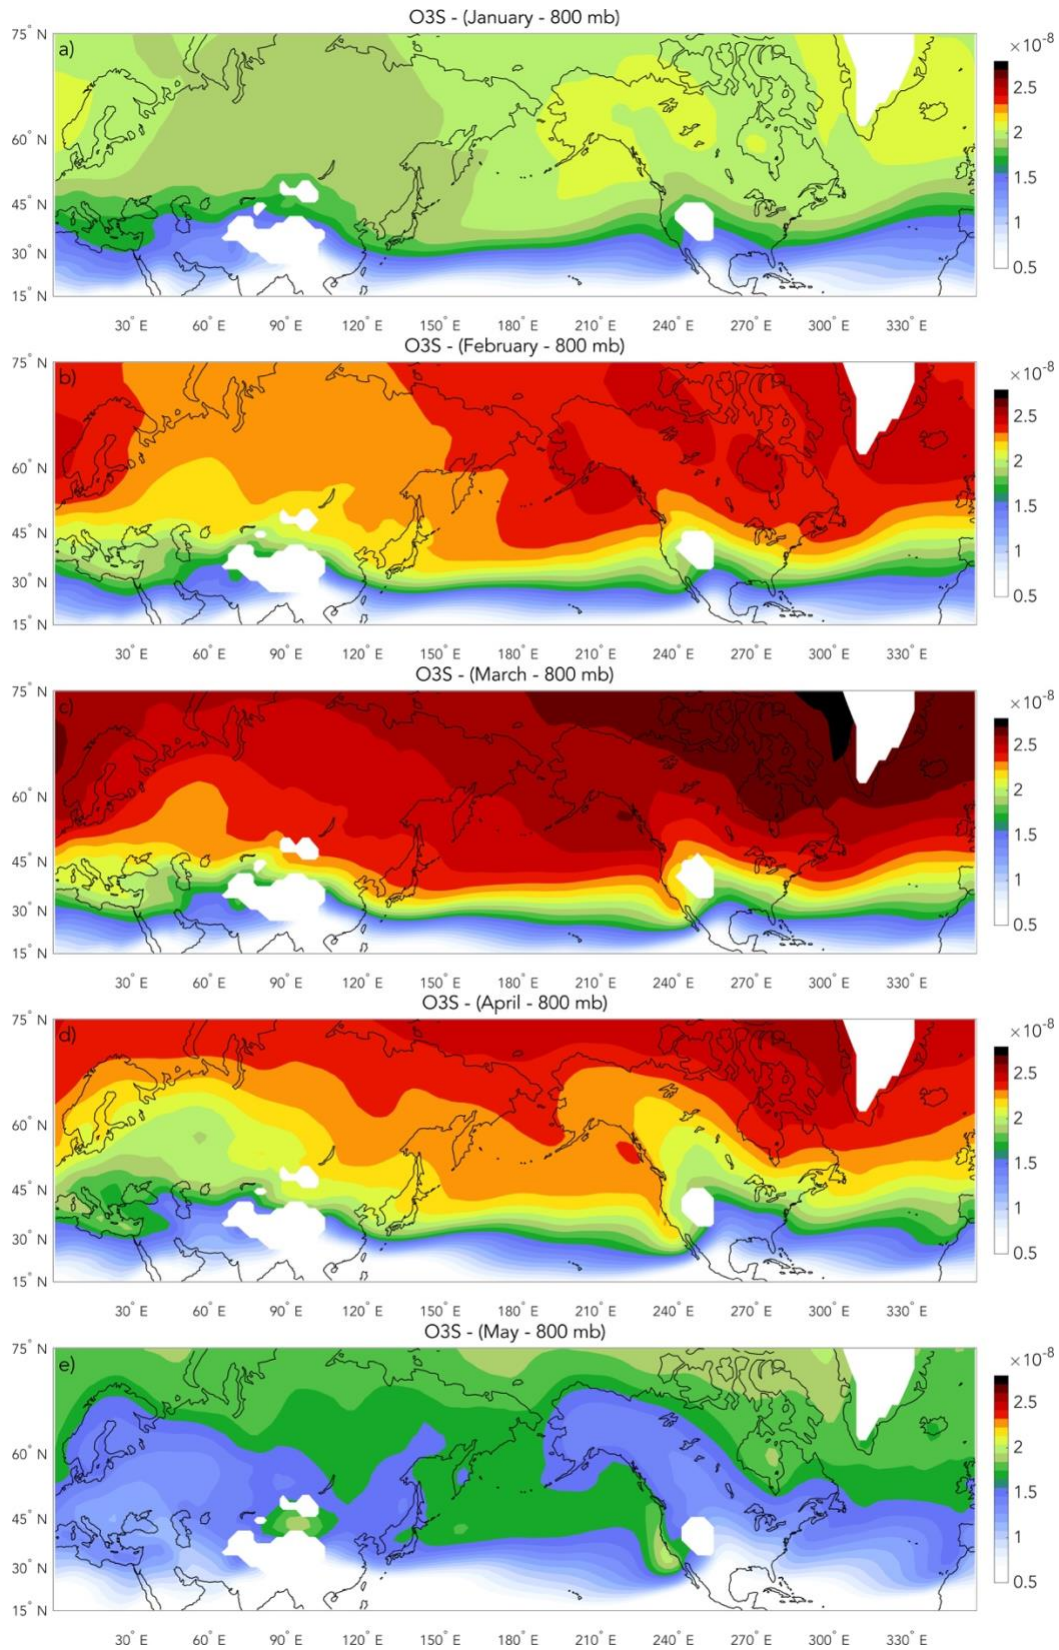 O3S - (January - 800 mb)
a)
75° N
60° N
45° N
30° N
15° N
30° E 60° E 90° E 120° E 150° E 180° E 210° E 240° E 270° E 300° E 330° E
×10-8
2.5
2
1.5
1
0.5
O3S - (February - 800 mb)
b)
75° N
60° N
45° N
30° N
15° N
30° E 60° E 90° E 120° E 150° E 180° E 210° E 240° E 270° E 300° E 330° E
×10-8
2.5
2
1.5
1
0.5
O3S - (March - 800 mb)
c)
75° N
60° N
45° N
30° N
15° N
30° E 60° E 90° E 120° E 150° E 180° E 210° E 240° E 270° E 300° E 330° E
×10-8
2.5
2
1.5
1
0.5
O3S - (April - 800 mb)
d)
75° N
60° N
45° N
30° N
15° N
30° E 60° E 90° E 120° E 150° E 180° E 210° E 240° E 270° E 300° E 330° E
×10-8
2.5
2
1.5
1
0.5
O3S - (May - 800 mb)
e)
75° N
60° N
45° N
30° N
15° N
30° E 60° E 90° E 120° E 150° E 180° E 210° E 240° E 270° E 300° E 330° E
×10-8
2.5
2
1.5
1
0.5